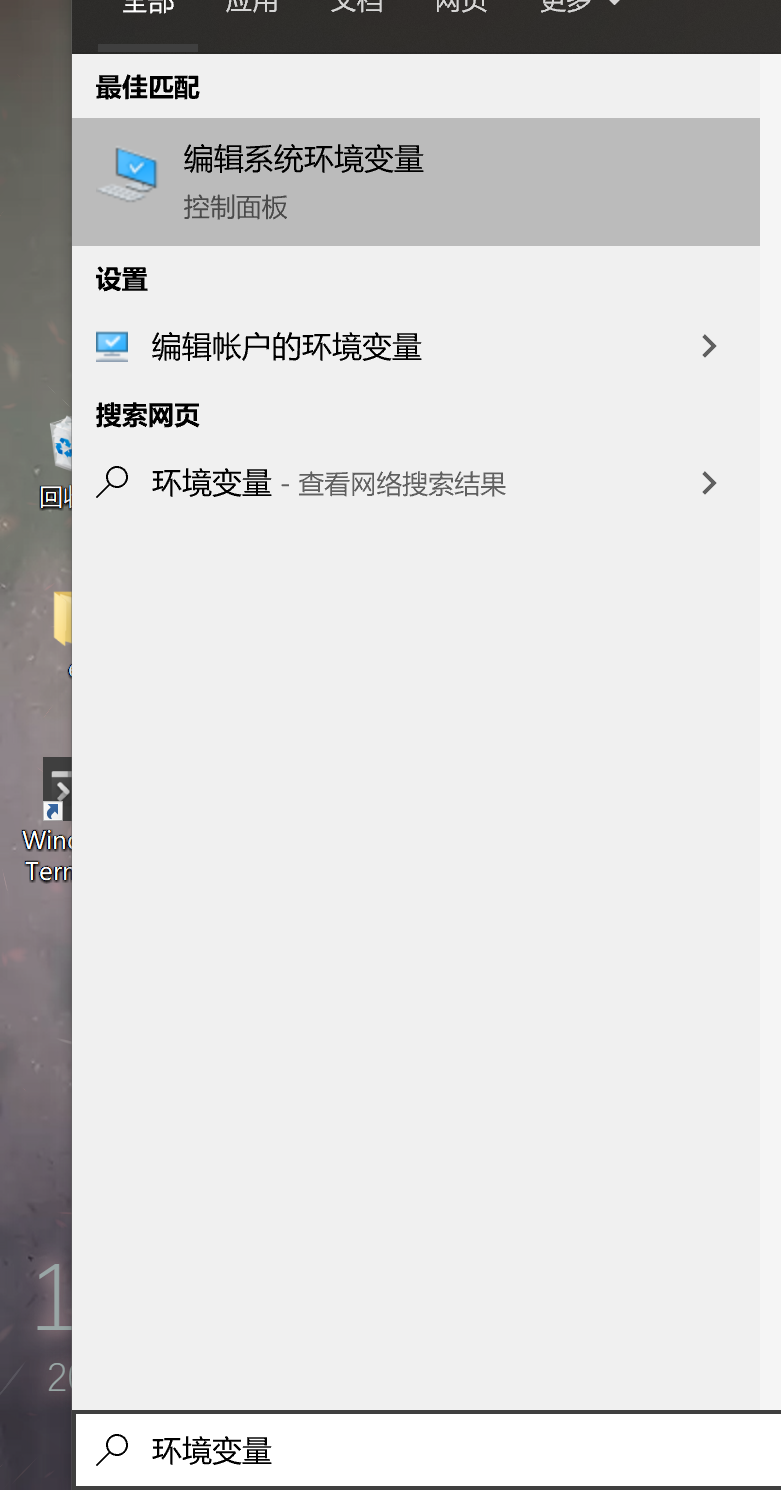 全部 应用 文档 网页 更多
最佳匹配
编辑系统环境变量
控制面板
设置
编辑帐户的环境变量
搜索网页
环境变量 - 查看网络搜索结果
回收
Wind
Term
1
20
环境变量